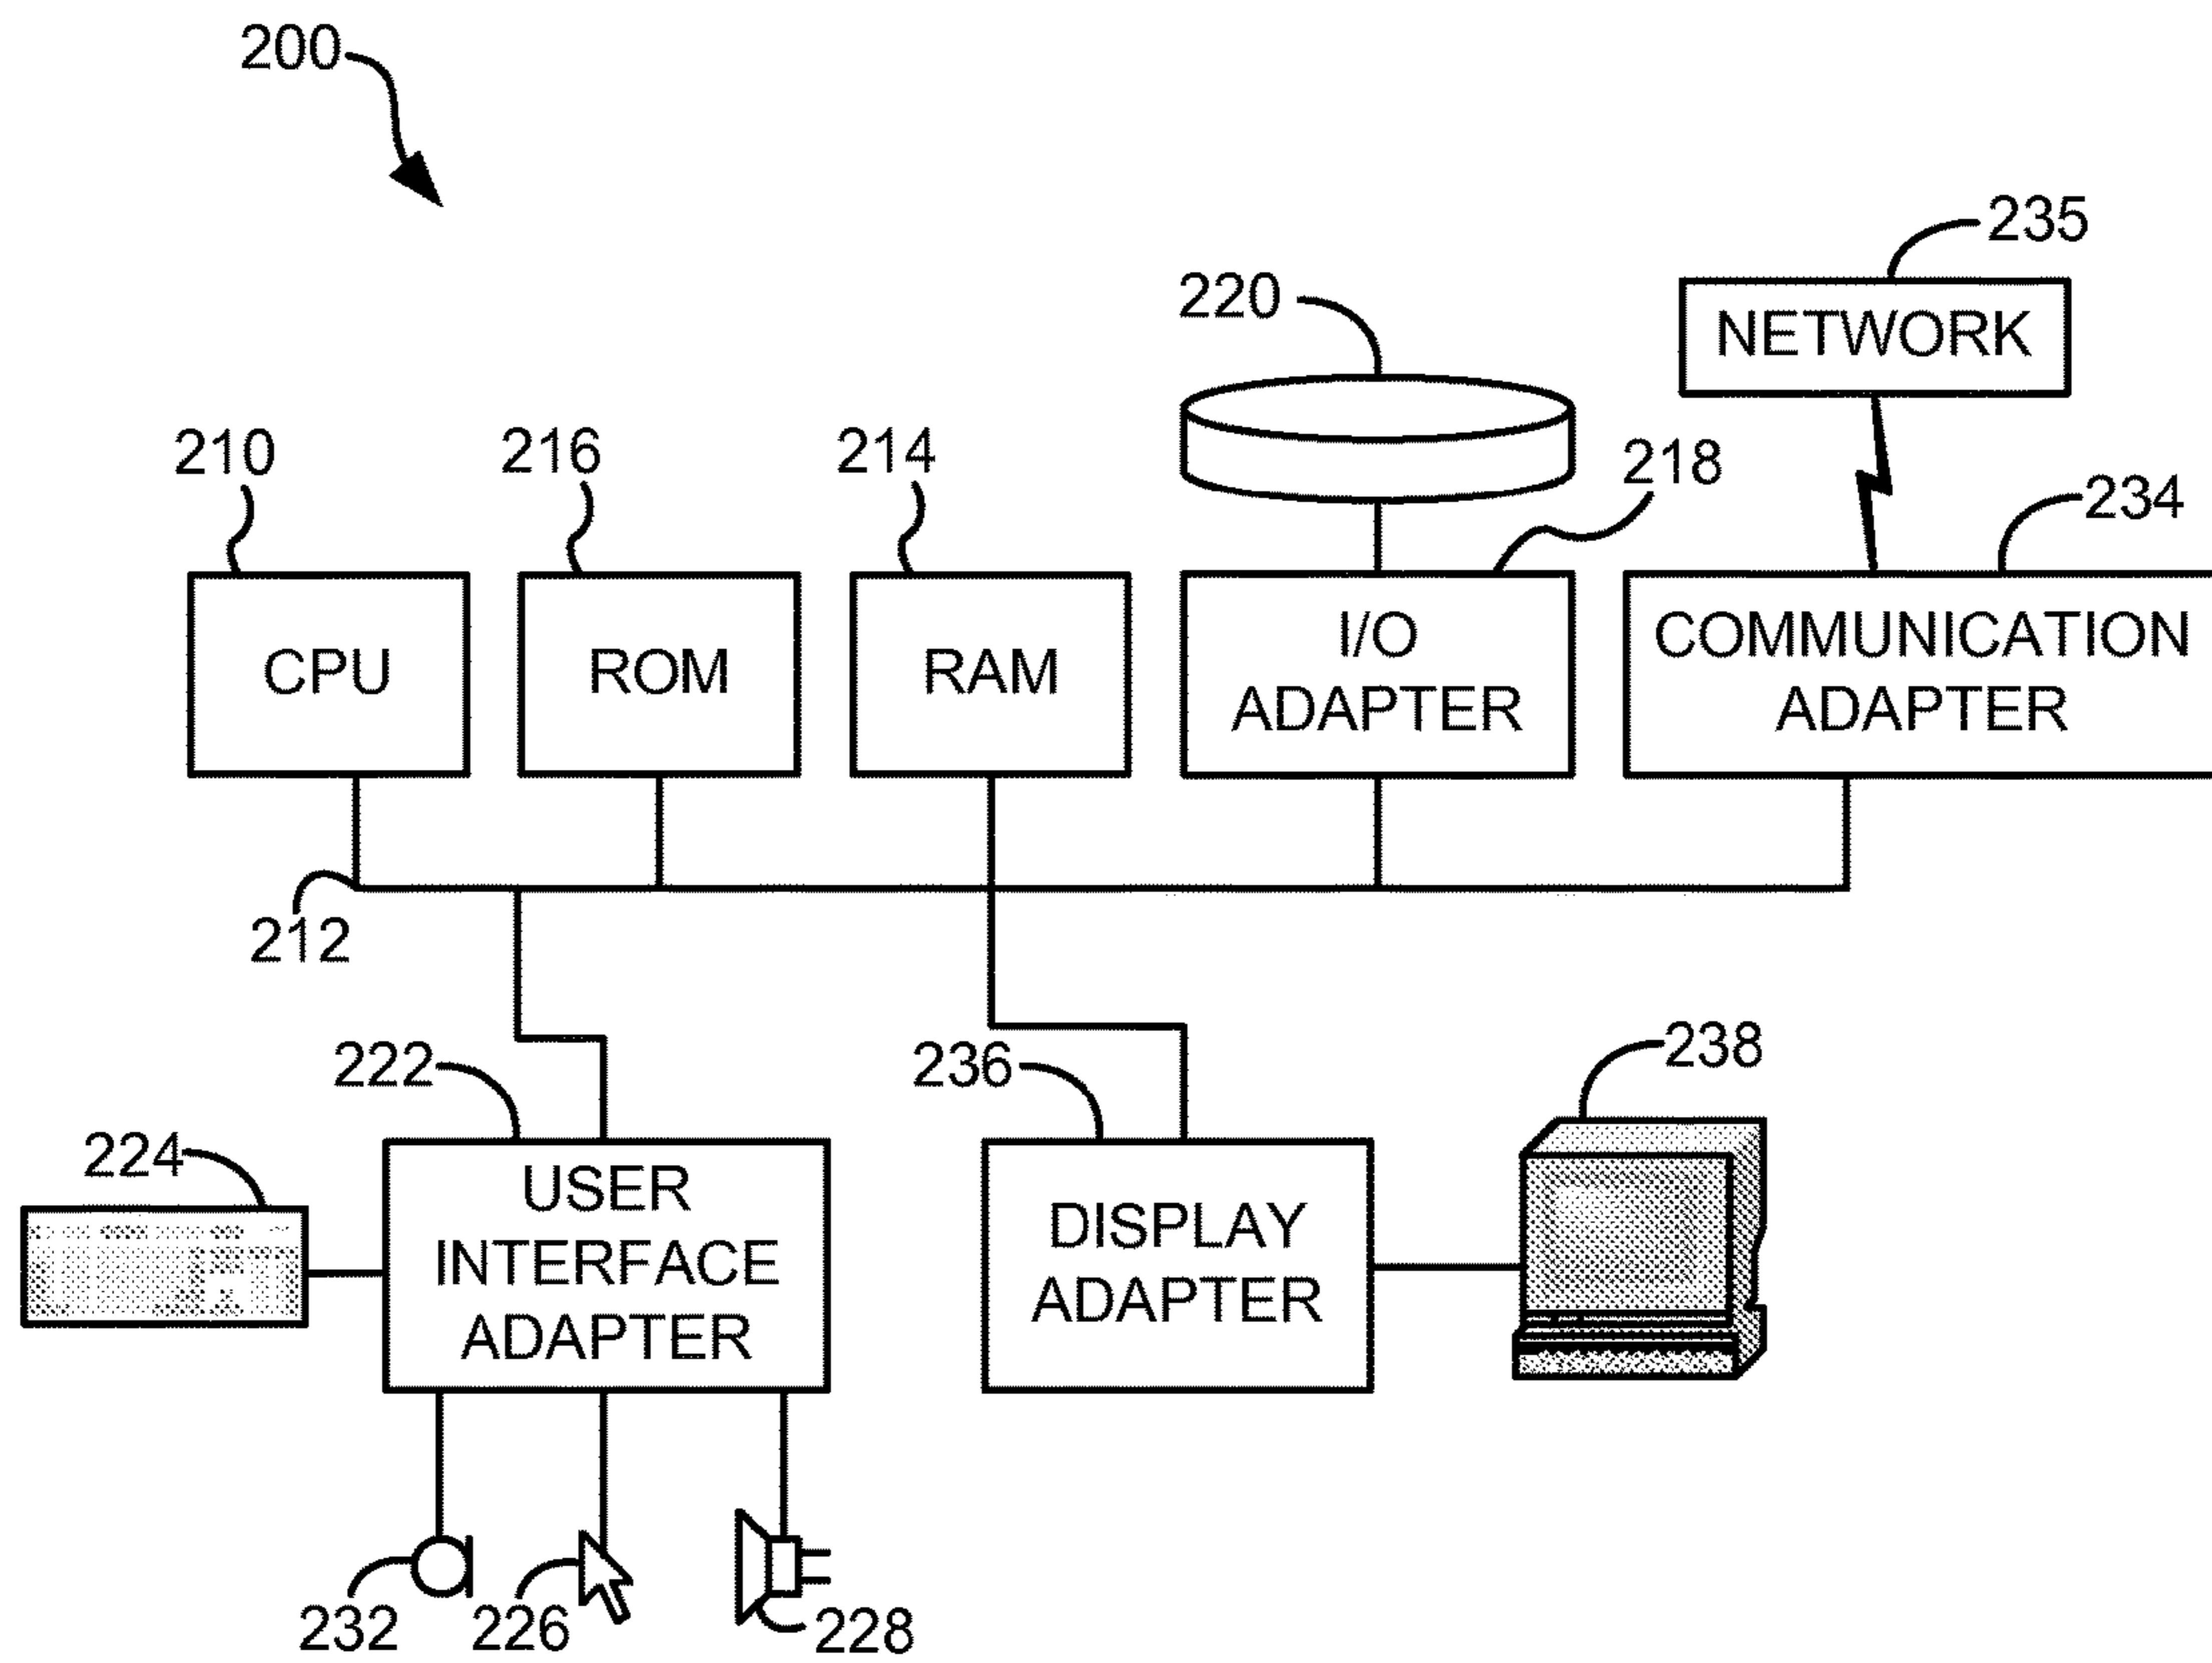 200
235
NETWORK
220
210
216
214
218
234
CPU
ROM
RAM
I/O
ADAPTER
COMMUNICATION
ADAPTER
212
222
236
238
224
USER
INTERFACE
ADAPTER
DISPLAY
ADAPTER
232
226
228